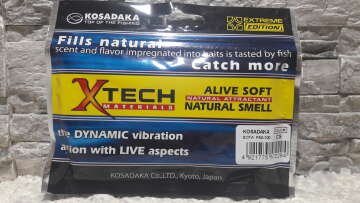 KOSADAKA
TOP OF THE FISHING
EXTREME
EDITION
Fills natural
scent and flavor impregnated into baits is tasted by fish
Catch more
XTECH
MATERIALS
ALIVE SOFT
NATURAL ATTRACTANT
NATURAL SMELL
the DYNAMIC vibration
ation with LIVE aspects
KOSADAKA
KOSADAKA CO.,LTD., Kyoto, Japan